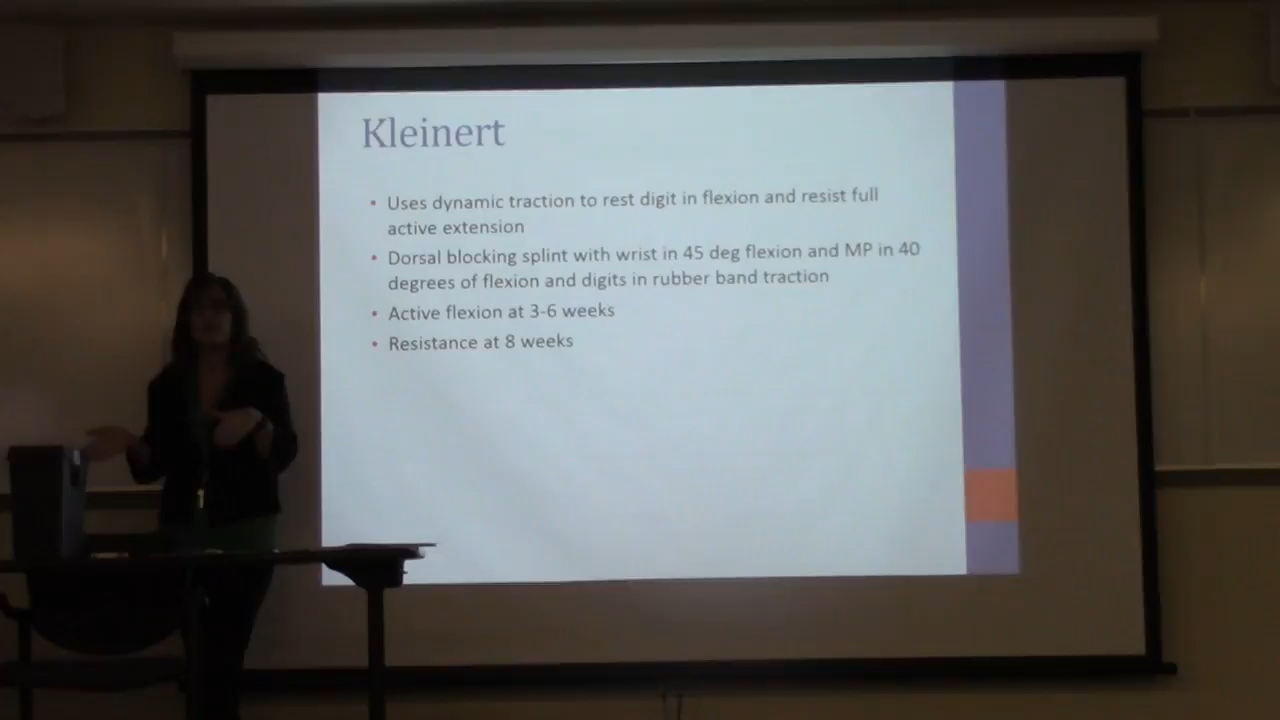 Kleinert
• Uses dynamic traction to rest digit in flexion and resist full
active extension
• Dorsal blocking splint with wrist in 45 deg flexion and MP in 40
degrees of flexion and digits in rubber band traction
• Active flexion at 3-6 weeks
• Resistance at 8 weeks